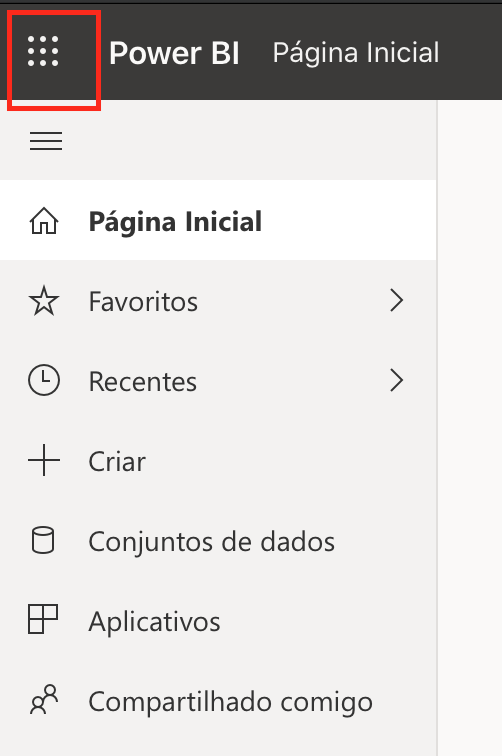 Power BI Página Inicial
Página Inicial
Favoritos
Recentes
Criar
Conjuntos de dados
Aplicativos
Compartilhado comigo